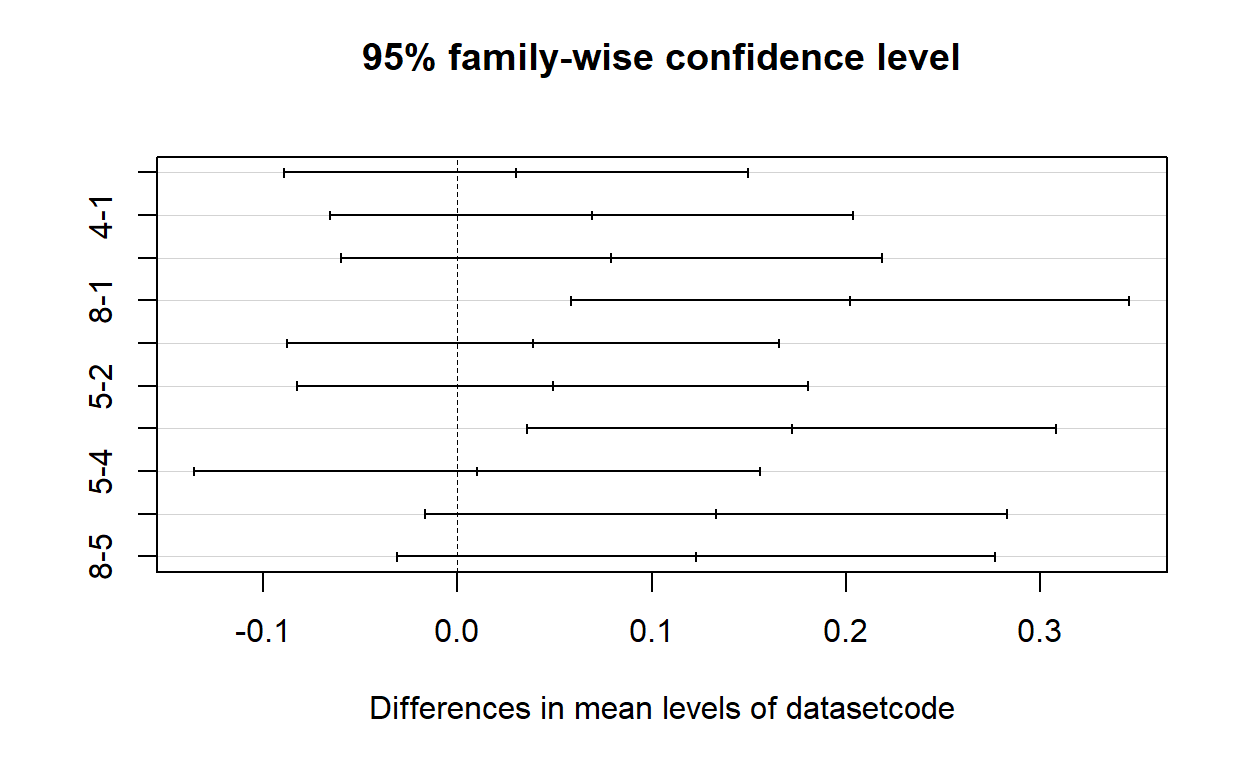 95% family-wise confidence level
4-1
8-1
5-2
5-4
8-5
-0.1 0.0 0.1 0.2 0.3
Differences in mean levels of datasetcode